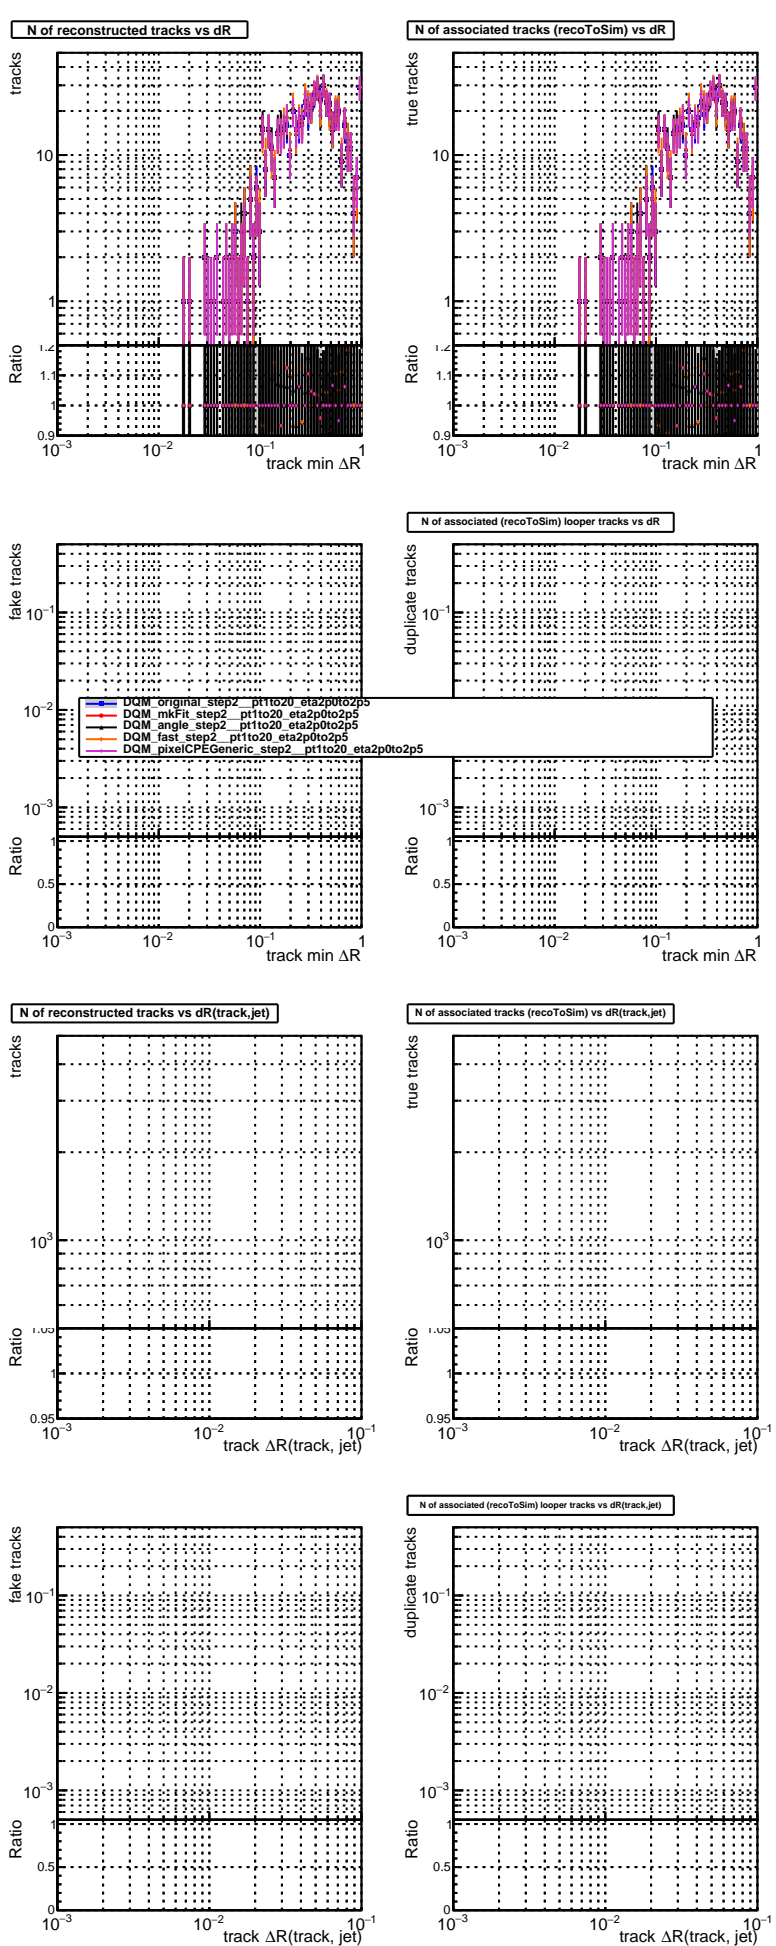 N of reconstructed tracks vs dR
tracks
10
1
Ratio
1.2
1.1
1
0.9
10−3
10−2
10−1
1
track min ΔR
N of associated tracks (recoToSim) vs dR
true tracks
10
1
Ratio
1.2
1.1
1
0.9
10−3
10−2
10−1
1
track min ΔR
fake tracks
10−1
10−2
10−3
Ratio
1
0.5
0
10−3
10−2
10−1
1
track min ΔR
N of associated (recoToSim) looper tracks vs dR
duplicate tracks
10−1
10−3
Ratio
1
0.5
0
10−3
10−2
10−1
1
track min ΔR
DQM_original_step2__pt1to20_eta2p0to2p5
DQM_mkFit_step2__pt1to20_eta2p0to2p5
DQM_angle_step2__pt1to20_eta2p0to2p5
DQM_fast_step2__pt1to20_eta2p0to2p5
DQM_pixelCPEGeneric_step2__pt1to20_eta2p0to2p5
N of reconstructed tracks vs dR(track,jet)
tracks
103
Ratio
1.05
1
0.95
10−3
10−2
10−1
track ΔR(track, jet)
N of associated tracks (recoToSim) vs dR(track,jet)
true tracks
103
Ratio
1.05
1
0.95
10−3
10−2
10−1
track ΔR(track, jet)
fake tracks
10−1
10−2
10−3
Ratio
1
0.5
0
10−3
10−2
10−1
track ΔR(track, jet)
N of associated (recoToSim) looper tracks vs dR(track,jet)
duplicate tracks
10−1
10−2
10−3
Ratio
1
0.5
0
10−3
10−2
10−1
track ΔR(track, jet)